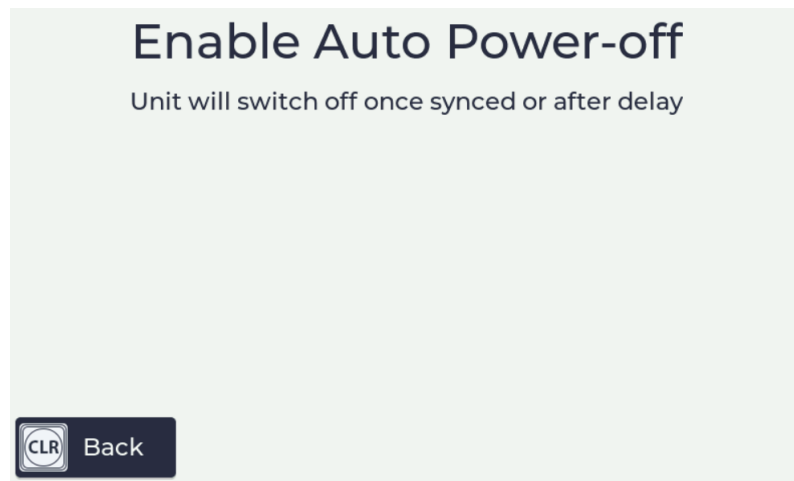 Enable Auto Power-off
Unit will switch off once synced or after delay
CLR Back